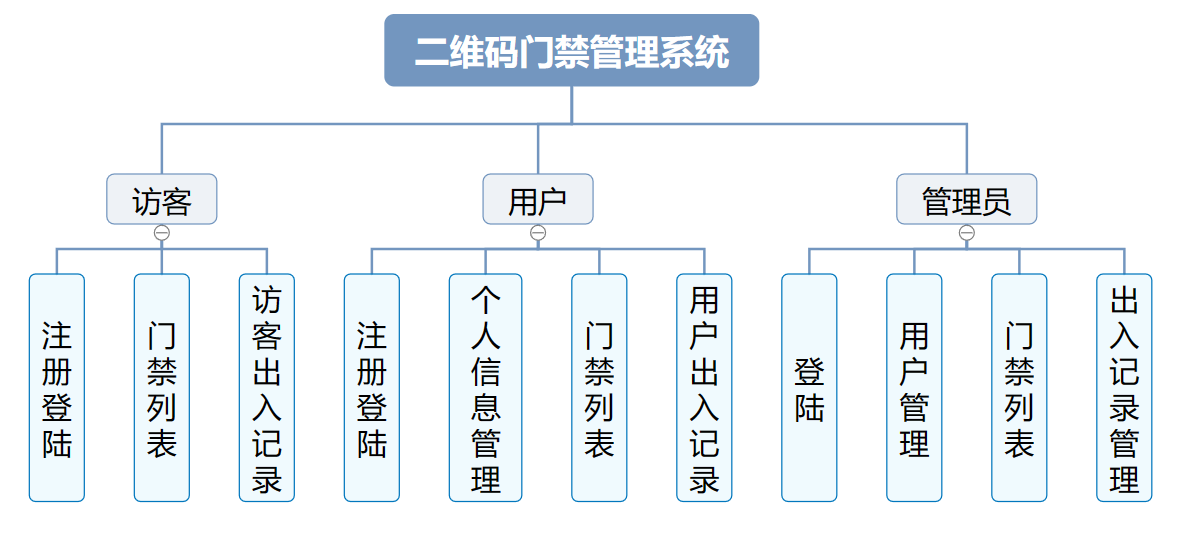 二维码门禁管理系统
访客
用户
管理员
注册登陆
门禁列表
访客出入记录
注册登陆
个人信息管理
门禁列表
用户出入记录
登陆
用户管理
门禁列表
出入记录管理